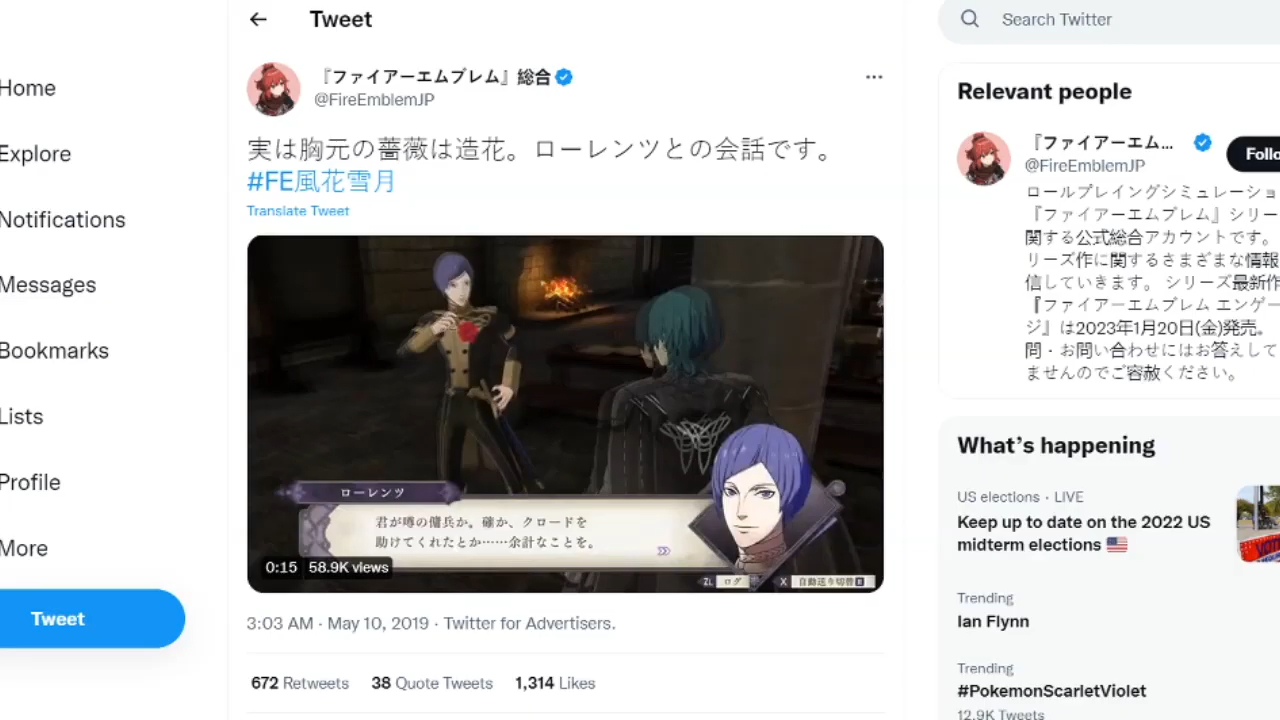 Home
Explore
Notifications
Messages
Bookmarks
Lists
Profile
More
Tweet
Tweet
『ファイアーエムブレム』総合
@FireEmblemJP
実は胸元の薔薇は造花。ローレンツとの会話です。
#FE風花雪月
Translate Tweet
ローレンツ
君が噂の傭兵か。確か、クロードを
助けてくれたとか……余計なことを。
0:15 58.9K views
ZL ログ X 自動送り切替
3:03 AM · May 10, 2019 · Twitter for Advertisers.
672 Retweets 38 Quote Tweets 1,314 Likes
Search Twitter
Relevant people
『ファイアーエム...
@FireEmblemJP
Follo
ロールプレイングシミュレーショ
『ファイアーエムブレム』シリー
関する公式総合アカウントです。
リーズ作に関するさまざまな情報
信していきます。 シリーズ最新作
『ファイアーエムブレム エンゲー
ジ』は2023年1月20日(金)発売。
問・お問い合わせにはお答えして
ませんのでご容赦ください。
What's happening
US elections · LIVE
Keep up to date on the 2022 US
midterm elections
Trending
Ian Flynn
Trending
#PokemonScarletViolet
12.9K Tweets